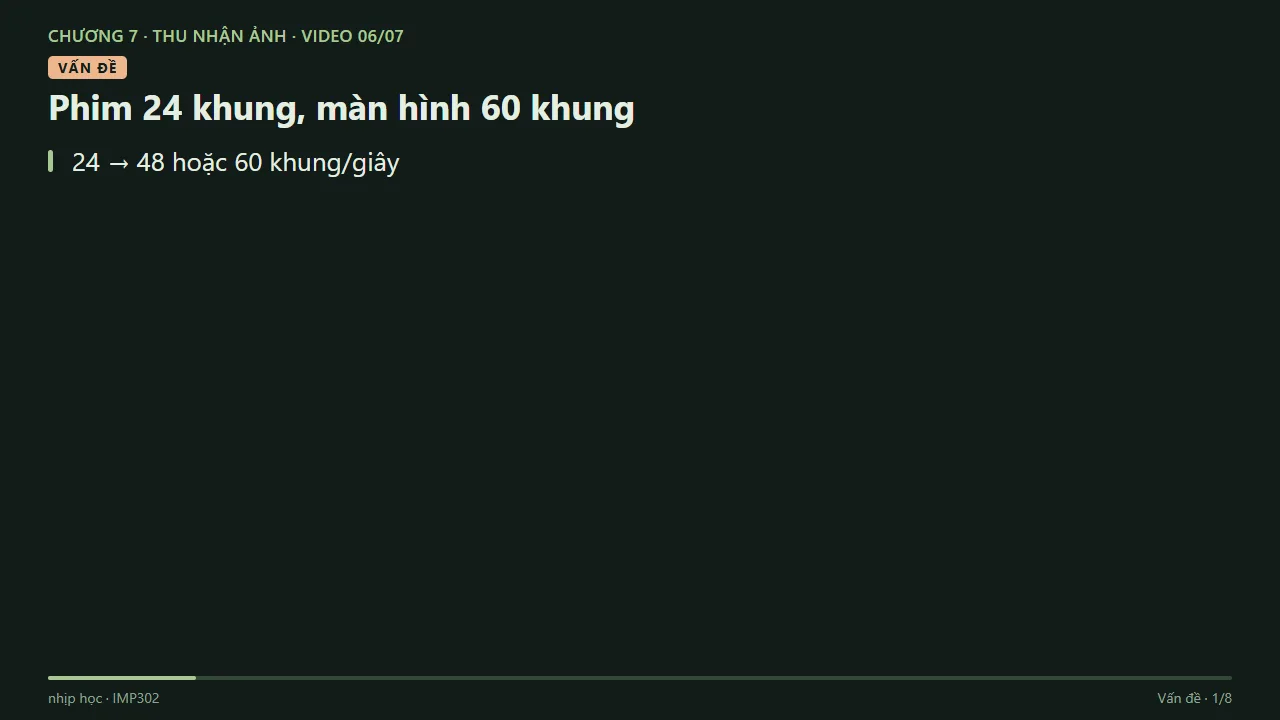 CHƯƠNG 7 · THU NHẬN ẢNH · VIDEO 06/07
VẤN ĐỀ
Phim 24 khung, màn hình 60 khung
24 → 48 hoặc 60 khung/giây
nhịp học · IMP302
Vấn đề · 1/8